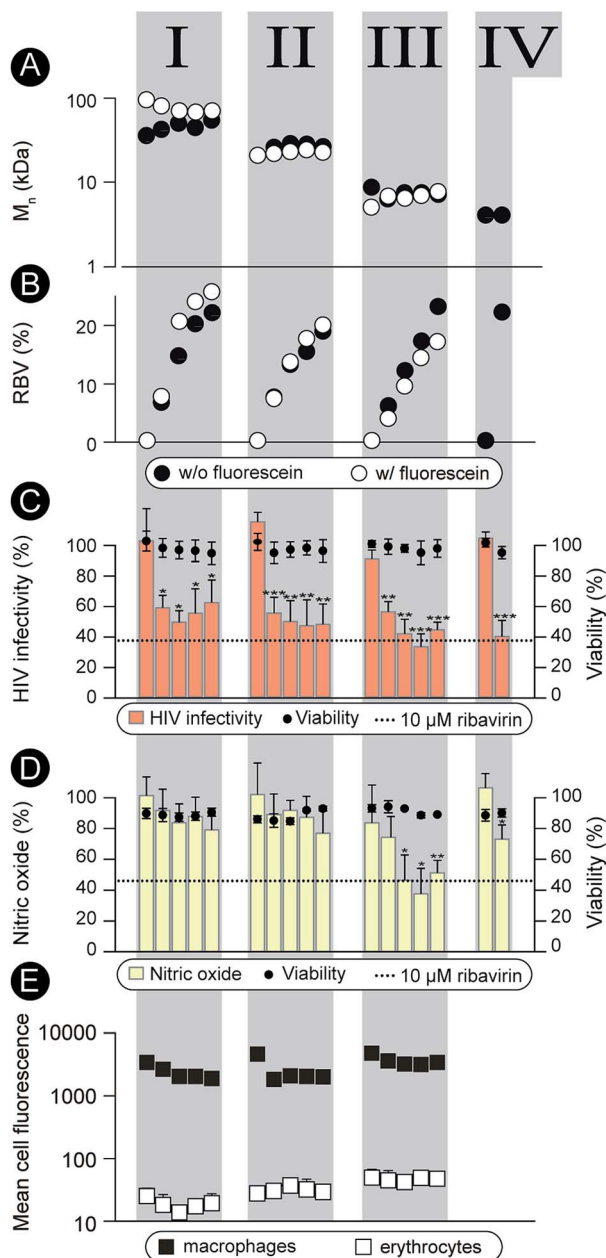 I II III IV
A
Mn (kDa)
100
10
1
B
RBV (%)
20
10
0
w/o fluorescein w/ fluorescein
C
HIV infectivity (%)
Viability (%)
100 100
80 80
60 60
40 40
20 20
0 0
* * * *
*** ** ** **
** ** *** ***
***
HIV infectivity Viability 10 µM ribavirin
D
Nitric oxide (%)
Viability (%)
100 100
80 80
60 60
40 40
20 20
0 0
* * ** *
Nitric oxide Viability 10 µM ribavirin
E
Mean cell fluorescence
10000
1000
100
10
macrophages erythrocytes